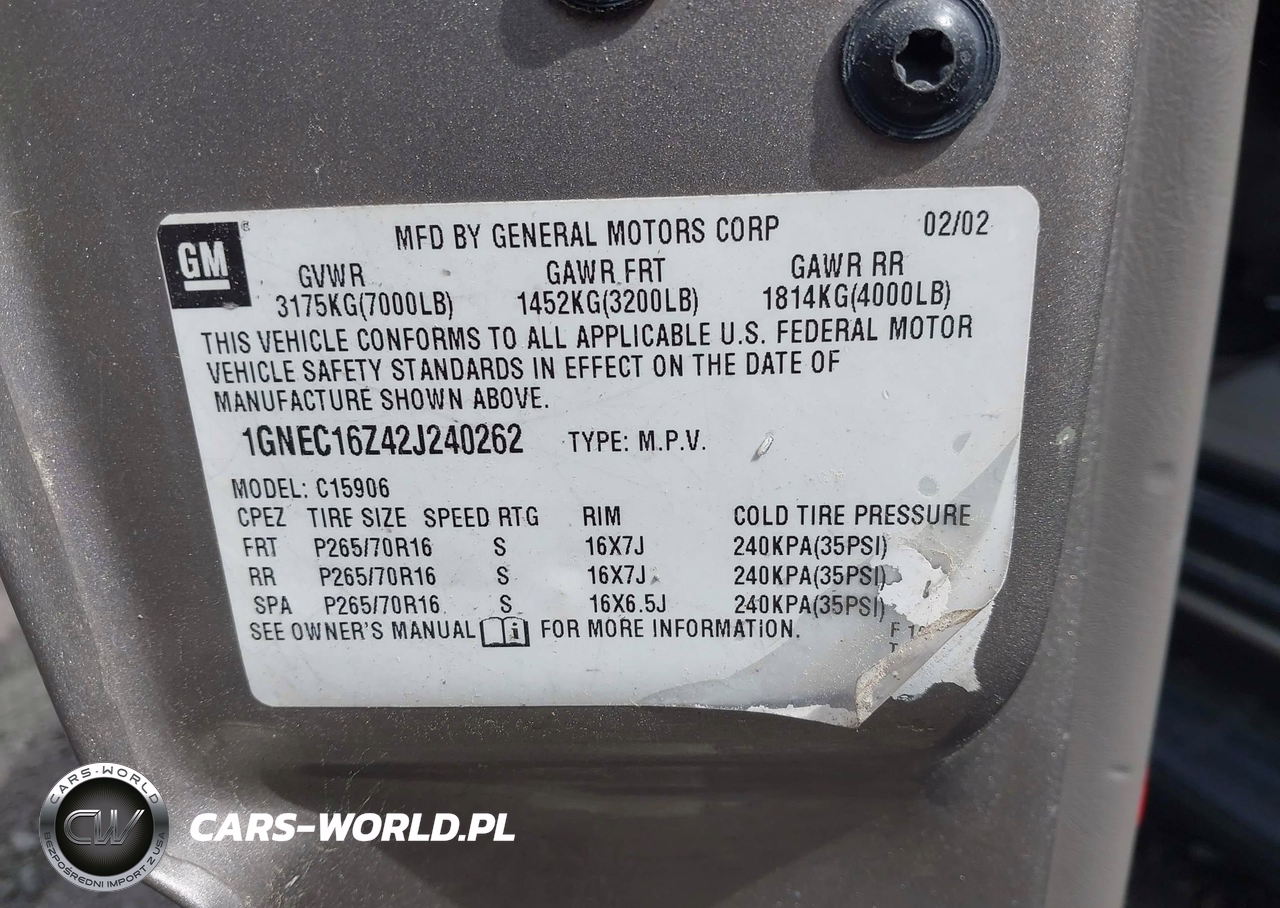 GM
MFD BY GENERAL MOTORS CORP 02/02
GVWR GAWR FRT GAWR RR
3175KG(7000LB) 1452KG(3200LB) 1814KG(4000LB)
THIS VEHICLE CONFORMS TO ALL APPLICABLE U.S. FEDERAL MOTOR
VEHICLE SAFETY STANDARDS IN EFFECT ON THE DATE OF
MANUFACTURE SHOWN ABOVE.
1GNEC16Z42J240262 TYPE: M.P.V.
MODEL: C15906
CPEZ TIRE SIZE SPEED RTG RIM COLD TIRE PRESSURE
FRT P265/70R16 S 16X7J 240KPA(35PSI)
RR P265/70R16 S 16X7J 240KPA(35PSI)
SPA P265/70R16 S 16X6.5J 240KPA(35PSI)
SEE OWNER'S MANUAL i FOR MORE INFORMATION.
CARS-WORLD
CW
BEZPOŚREDNI IMPORT Z USA
CARS-WORLD.PL